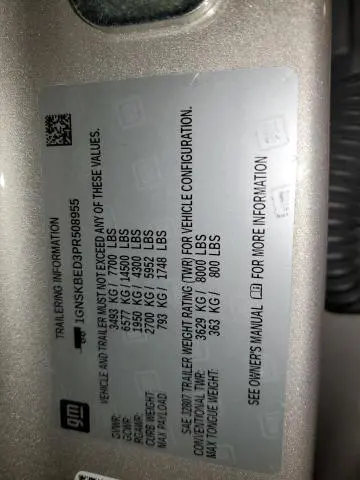 gm
TRAILERING INFORMATION
1GNSKBED3PR508955
VEHICLE AND TRAILER MUST NOT EXCEED ANY OF THESE VALUES.
GVWR: 3493 KG / 7700 LBS
GCWR: 6577 KG / 14500 LBS
RGAWR: 1950 KG / 4300 LBS
CURB WEIGHT: 2700 KG / 5952 LBS
MAX PAYLOAD: 793 KG / 1748 LBS
SAE J2807 TRAILER WEIGHT RATING (TWR) FOR VEHICLE CONFIGURATION.
CONVENTIONAL TWR: 3629 KG / 8000 LBS
MAX TONGUE WEIGHT: 363 KG / 800 LBS
SEE OWNER'S MANUAL FOR MORE INFORMATION